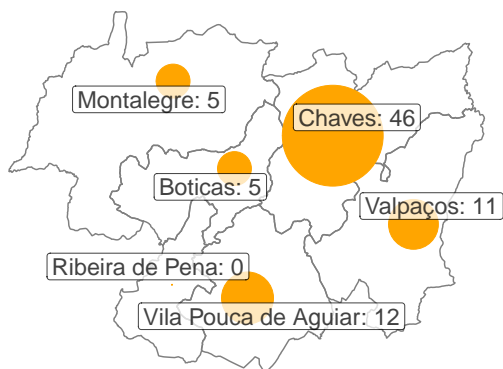 Montalegre: 5
Chaves: 46
Boticas: 5
Valpaços: 11
Ribeira de Pena: 0
Vila Pouca de Aguiar: 12